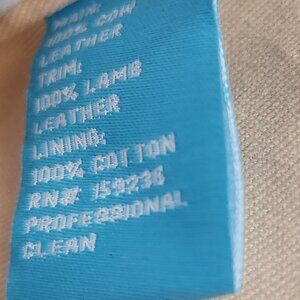 MAIN:
100% COW
LEATHER
TRIM:
100% LAMB
LEATHER
LINING:
100% COTTON
RN#: 159236
PROFESSIONAL
CLEAN